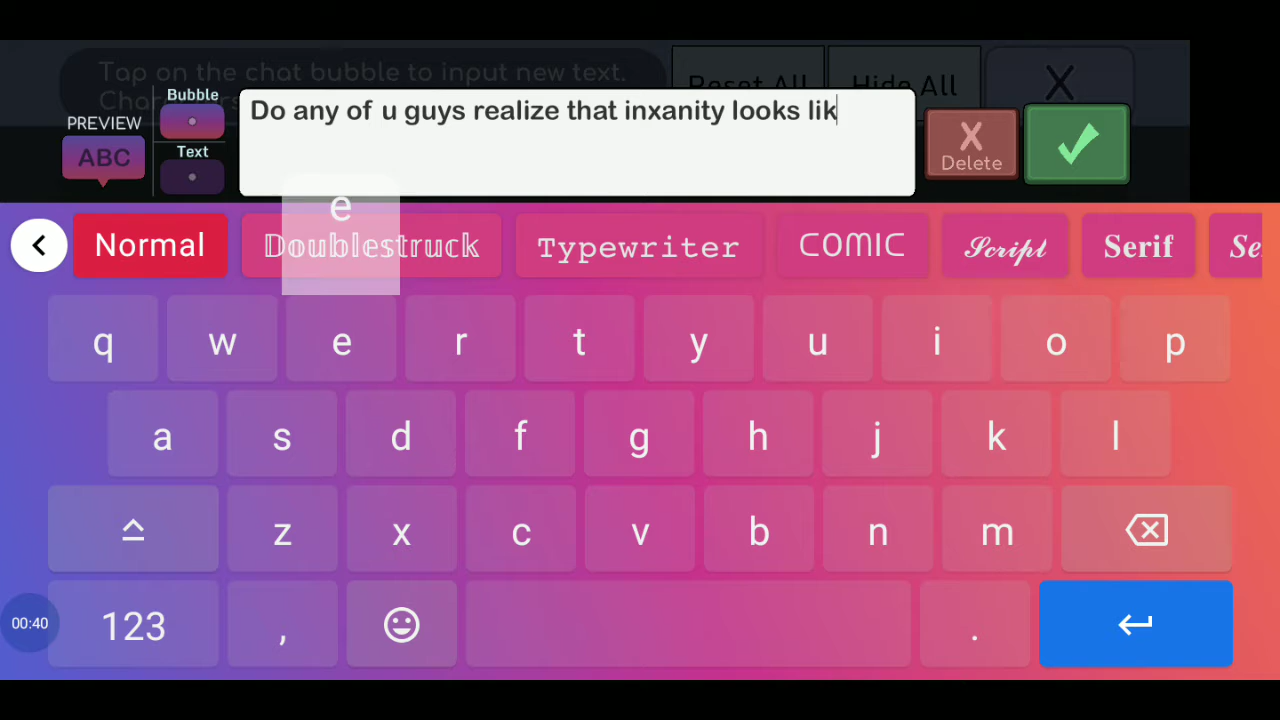 Tap on the chat bubble to input new text.
Reset All
Hide All
X
Bubble
PREVIEW
ABC
Text
Do any of u guys realize that inxanity looks lik
X
Delete
e
Normal
𝔻𝕠𝕦𝕓𝕝𝕖𝕤𝕥𝕣𝕦𝕔𝕜
Typewriter
COMIC
Script
Serif
Se
q w e r t y u i o p
a s d f g h j k l
z x c v b n m
00:40
123 , .